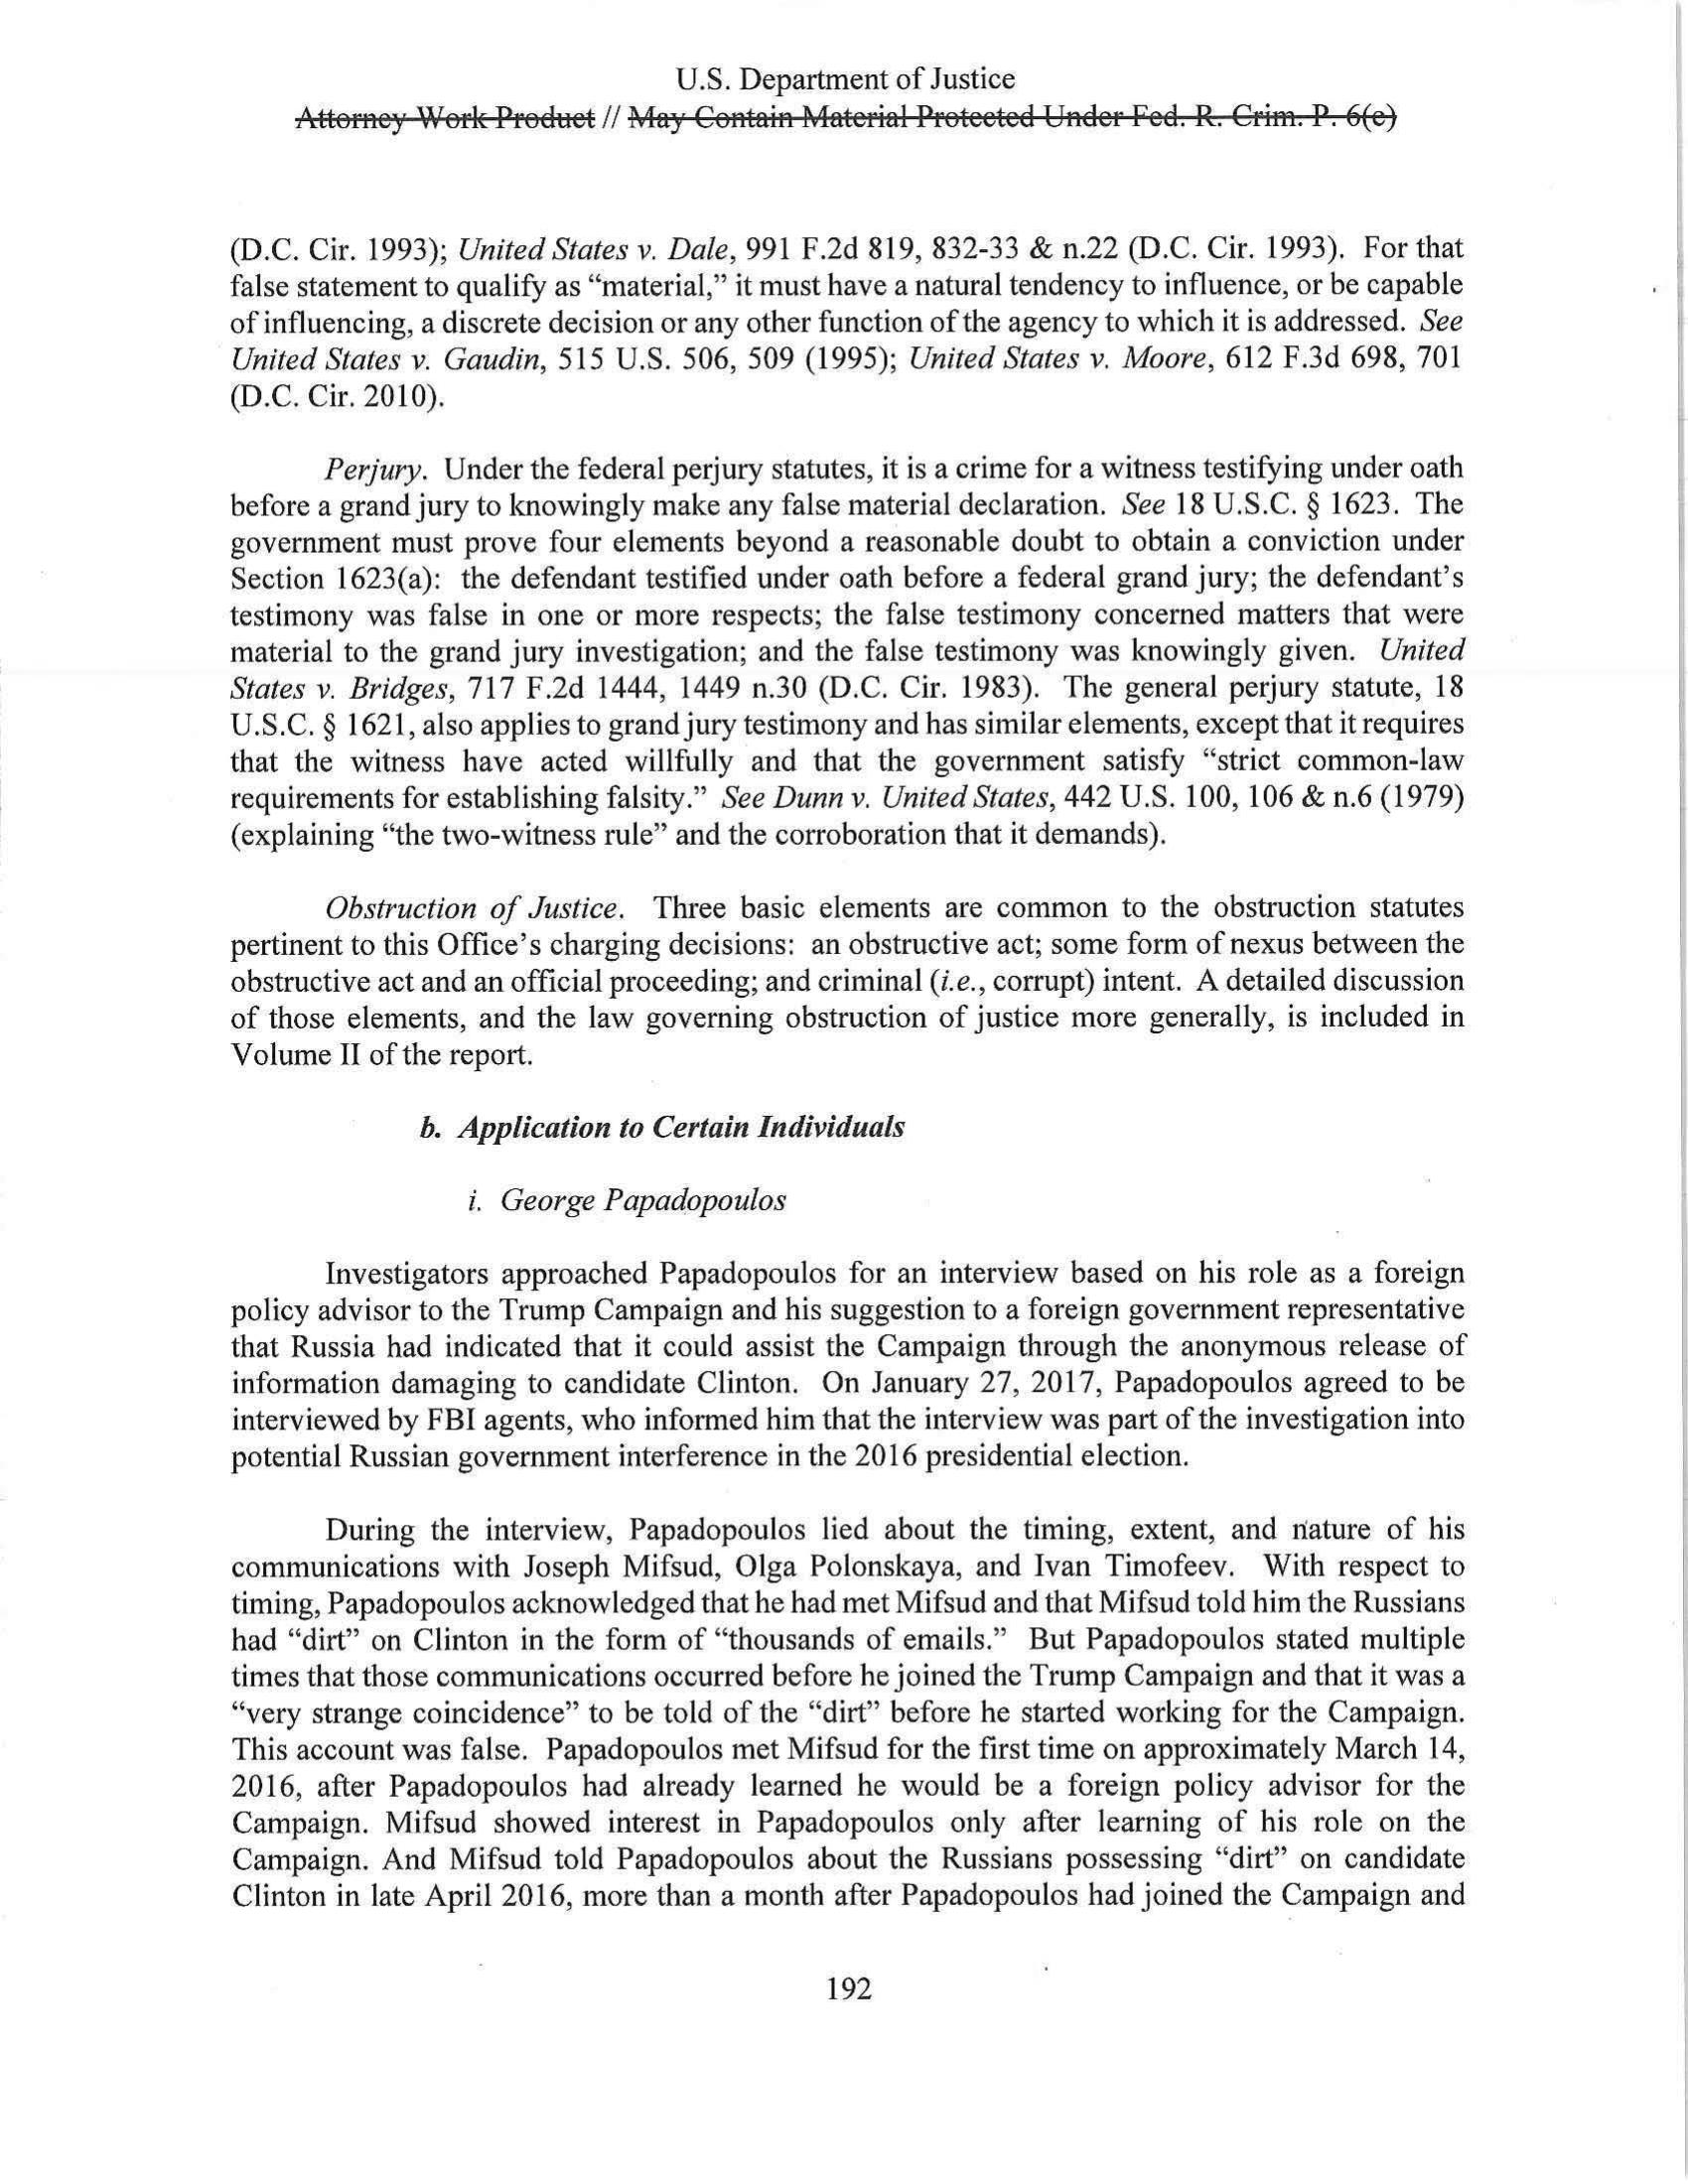 U.S. Department of Justice
Attorney Work Product // May Contain Material Protected Under Fed. R. Crim. P. 6(e)
(D.C. Cir. 1993); United States v. Dale, 991 F.2d 819, 832-33 & n.22 (D.C. Cir. 1993). For that
false statement to qualify as “material,” it must have a natural tendency to influence, or be capable
of influencing, a discrete decision or any other function of the agency to which it is addressed. See
United States v. Gaudin, 515 U.S. 506, 509 (1995); United States v. Moore, 612 F.3d 698, 701
(D.C. Cir. 2010).
Perjury. Under the federal perjury statutes, it is a crime for a witness testifying under oath
before a grand jury to knowingly make any false material declaration. See 18 U.S.C. § 1623. The
government must prove four elements beyond a reasonable doubt to obtain a conviction under
Section 1623(a): the defendant testified under oath before a federal grand jury; the defendant’s
testimony was false in one or more respects; the false testimony concerned matters that were
material to the grand jury investigation; and the false testimony was knowingly given. United
States v. Bridges, 717 F.2d 1444, 1449 n.30 (D.C. Cir. 1983). The general perjury statute, 18
U.S.C. § 1621, also applies to grand jury testimony and has similar elements, except that it requires
that the witness have acted willfully and that the government satisfy “strict common-law
requirements for establishing falsity.” See Dunn v. United States, 442 U.S. 100, 106 & n.6 (1979)
(explaining “the two-witness rule” and the corroboration that it demands).
Obstruction of Justice. Three basic elements are common to the obstruction statutes
pertinent to this Office’s charging decisions: an obstructive act; some form of nexus between the
obstructive act and an official proceeding; and criminal (i.e., corrupt) intent. A detailed discussion
of those elements, and the law governing obstruction of justice more generally, is included in
Volume II of the report.
b. Application to Certain Individuals
i. George Papadopoulos
Investigators approached Papadopoulos for an interview based on his role as a foreign
policy advisor to the Trump Campaign and his suggestion to a foreign government representative
that Russia had indicated that it could assist the Campaign through the anonymous release of
information damaging to candidate Clinton. On January 27, 2017, Papadopoulos agreed to be
interviewed by FBI agents, who informed him that the interview was part of the investigation into
potential Russian government interference in the 2016 presidential election.
During the interview, Papadopoulos lied about the timing, extent, and nature of his
communications with Joseph Mifsud, Olga Polonskaya, and Ivan Timofeev. With respect to
timing, Papadopoulos acknowledged that he had met Mifsud and that Mifsud told him the Russians
had “dirt” on Clinton in the form of “thousands of emails.” But Papadopoulos stated multiple
times that those communications occurred before he joined the Trump Campaign and that it was a
“very strange coincidence” to be told of the “dirt” before he started working for the Campaign.
This account was false. Papadopoulos met Mifsud for the first time on approximately March 14,
2016, after Papadopoulos had already learned he would be a foreign policy advisor for the
Campaign. Mifsud showed interest in Papadopoulos only after learning of his role on the
Campaign. And Mifsud told Papadopoulos about the Russians possessing “dirt” on candidate
Clinton in late April 2016, more than a month after Papadopoulos had joined the Campaign and
192